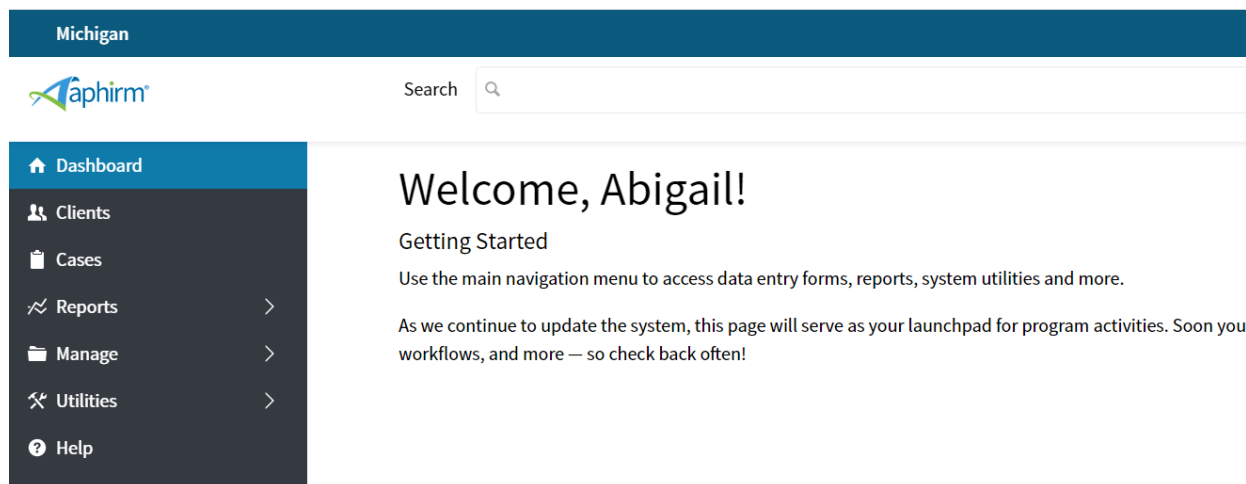 Michigan
aphirm®
Search
Dashboard
Clients
Cases
Reports
Manage
Utilities
Help
Welcome, Abigail!
Getting Started
Use the main navigation menu to access data entry forms, reports, system utilities and more.
As we continue to update the system, this page will serve as your launchpad for program activities. Soon you
workflows, and more — so check back often!